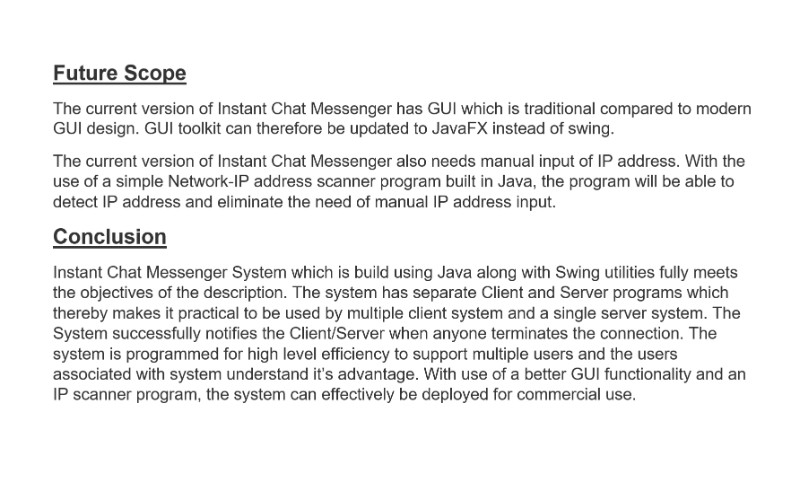 Future Scope
The current version of Instant Chat Messenger has GUI which is traditional compared to modern
GUI design. GUI toolkit can therefore be updated to JavaFX instead of swing.
The current version of Instant Chat Messenger also needs manual input of IP address. With the
use of a simple Network-IP address scanner program built in Java, the program will be able to
detect IP address and eliminate the need of manual IP address input.
Conclusion
Instant Chat Messenger System which is build using Java along with Swing utilities fully meets
the objectives of the description. The system has separate Client and Server programs which
thereby makes it practical to be used by multiple client system and a single server system. The
System successfully notifies the Client/Server when anyone terminates the connection. The
system is programmed for high level efficiency to support multiple users and the users
associated with system understand it's advantage. With use of a better GUI functionality and an
IP scanner program, the system can effectively be deployed for commercial use.